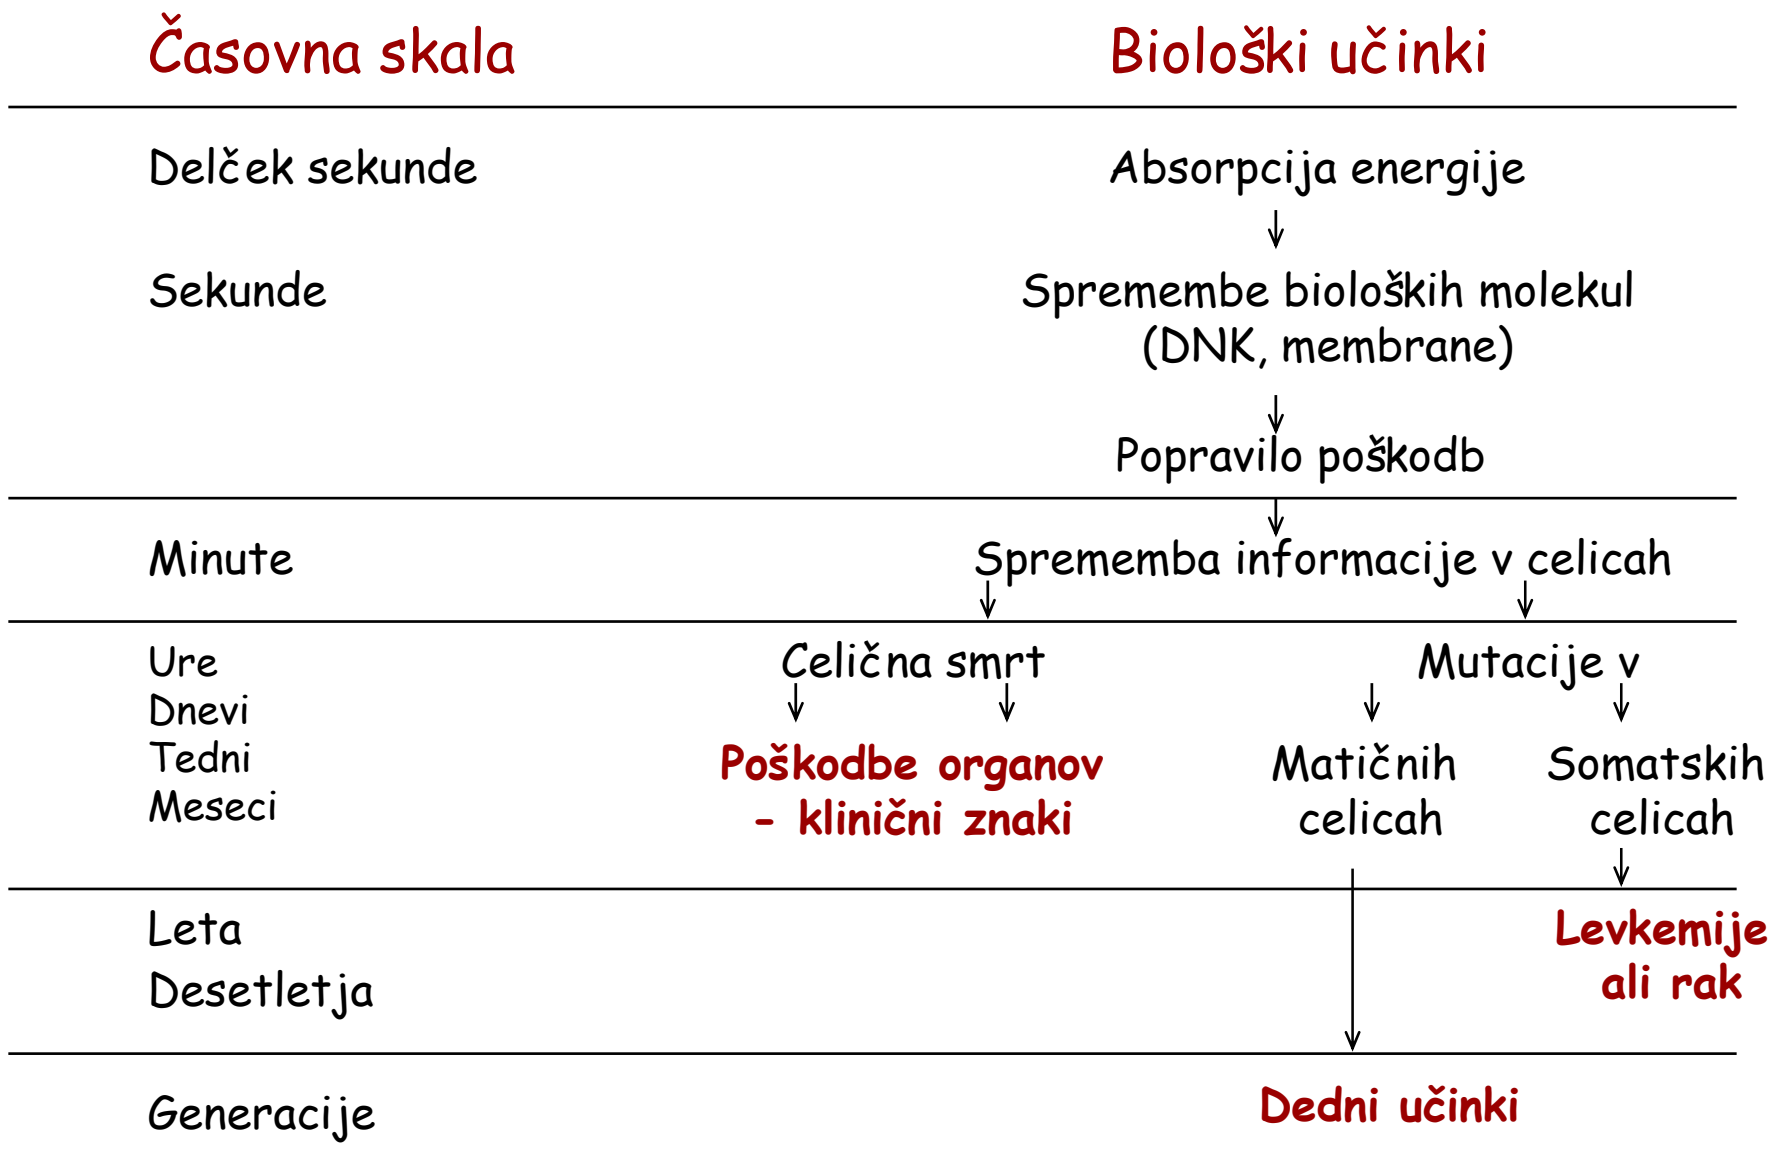 Časovna skala
Biološki učinki
Delček sekunde
Absorpcija energije
Sekunde
Spremembe bioloških molekul
(DNK, membrane)
Popravilo poškodb
Minute
Sprememba informacije v celicah
Ure
Celična smrt
Mutacije v
Dnevi
Tedni
Meseci
Poškodbe organov
- klinični znaki
Matičnih
celicah
Somatskih
celicah
Leta
Desetletja
Levkemije
ali rak
Generacije
Dedni učinki